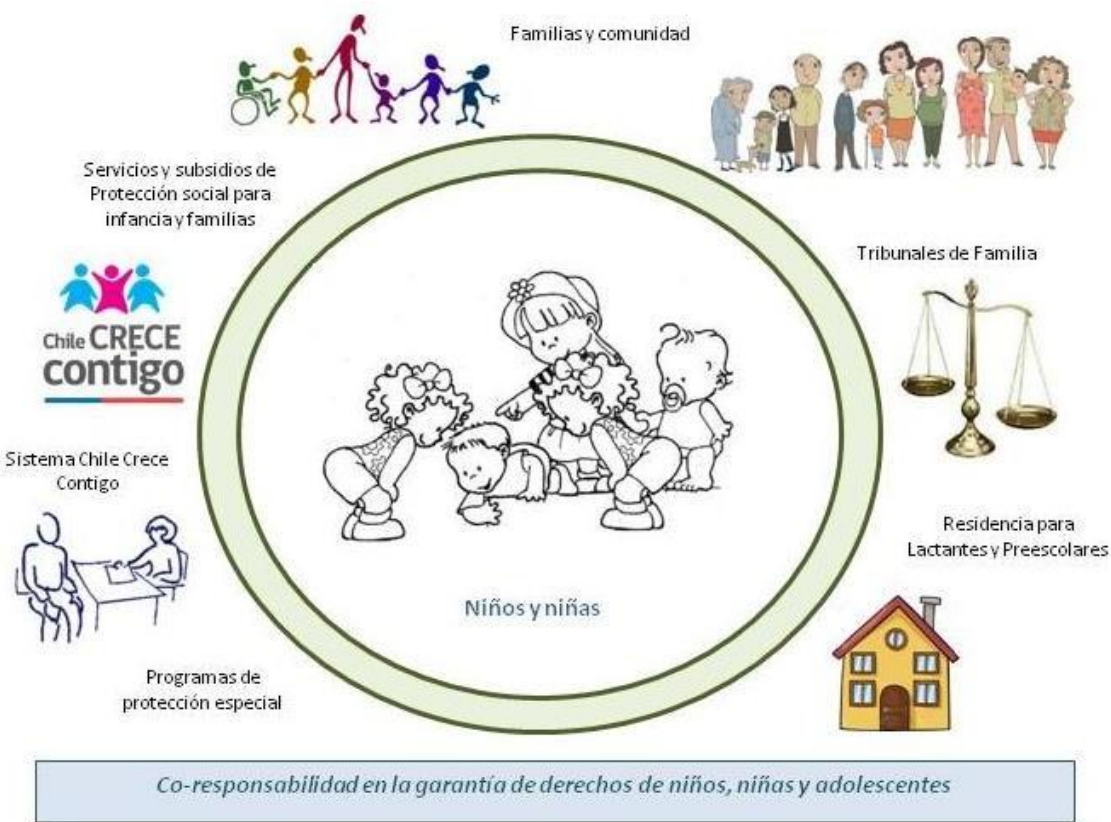 Familias y comunidad
Servicios y subsidios de
Protección social para
infancia y familias
Tribunales de Familia
Chile CRECE
contigo
Sistema Chile Crece
Contigo
Residencia para
Lactantes y Preescolares
Niños y niñas
Programas de
protección especial
Co-responsabilidad en la garantía de derechos de niños, niñas y adolescentes